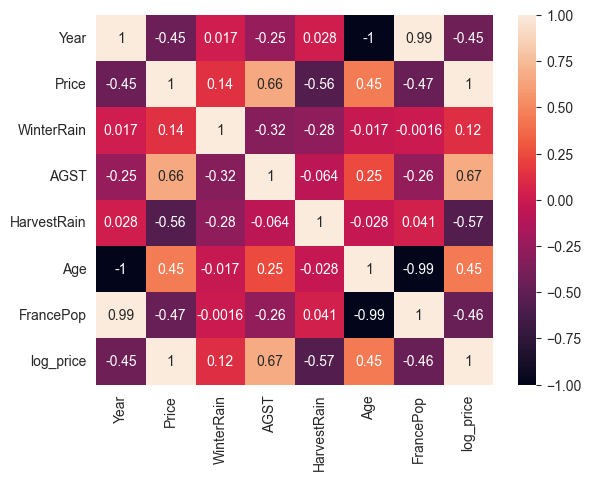 Year 1 -0.45 0.017 -0.25 0.028 -1 0.99 -0.45
Price -0.45 1 0.14 0.66 -0.56 0.45 -0.47 1
WinterRain 0.017 0.14 1 -0.32 -0.28 -0.017 -0.0016 0.12
AGST -0.25 0.66 -0.32 1 -0.064 0.25 -0.26 0.67
HarvestRain 0.028 -0.56 -0.28 -0.064 1 -0.028 0.041 -0.57
Age -1 0.45 -0.017 0.25 -0.028 1 -0.99 0.45
FrancePop 0.99 -0.47 -0.0016 -0.26 0.041 -0.99 1 -0.46
log_price -0.45 1 0.12 0.67 -0.57 0.45 -0.46 1
Year
Price
WinterRain
AGST
HarvestRain
Age
FrancePop
log_price
1.00
0.75
0.50
0.25
0.00
−0.25
−0.50
−0.75
−1.00